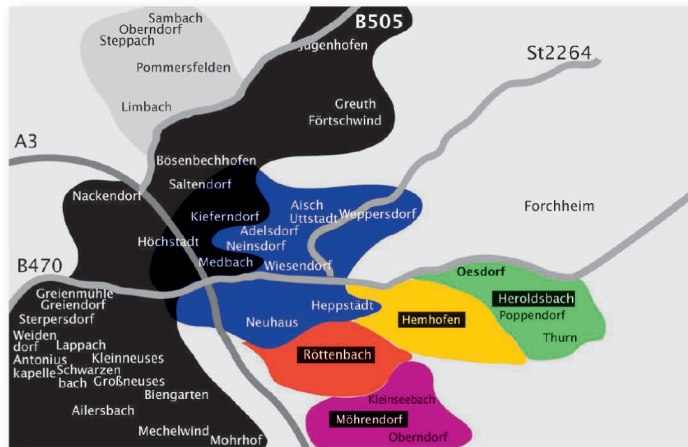 Sambach
Oberndorf
Steppach
Pommersfelden
Limbach
B505
Jugenhofen
St2264
Greuth
Förtschwind
A3
Bösenbechhofen
Saltendorf
Nackendorf
Kieferndorf
Aisch
Uttstadt
Weppersdorf
Forchheim
Adelsdorf
Neinsdorf
Höchstadt
Medbach
Wiesendorf
B470
Oesdorf
Heroldsbach
Poppendorf
Thurn
Greienmühle
Greiendorf
Sterpersdorf
Heppstädt
Hemhofen
Neuhaus
Weiden
dorf
Lappach
Antonius
kapelle
Kleinneuses
Schwarzen
bach
Großneuses
Röttenbach
Biengarten
Ailersbach
Kleinseebach
Möhrendorf
Mechelwind
Mohrhof
Oberndorf